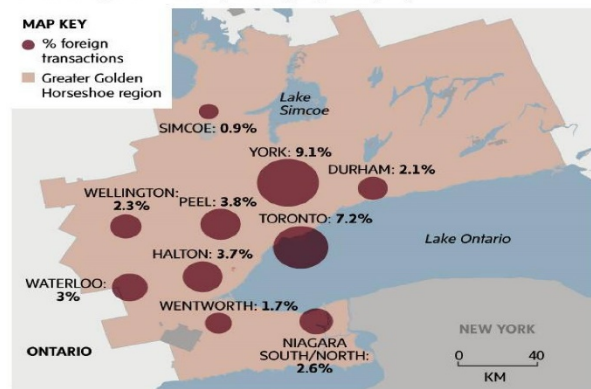 MAP KEY
% foreign
transactions
Greater Golden
Horseshoe region
Lake
Simcoe
SIMCOE: 0.9%
YORK: 9.1%
DURHAM: 2.1%
WELLINGTON:
2.3%
PEEL: 3.8%
TORONTO: 7.2%
Lake Ontario
HALTON: 3.7%
WATERLOO:
3%
WENTWORTH: 1.7%
NIAGARA
SOUTH/NORTH:
2.6%
NEW YORK
ONTARIO
0 40
KM